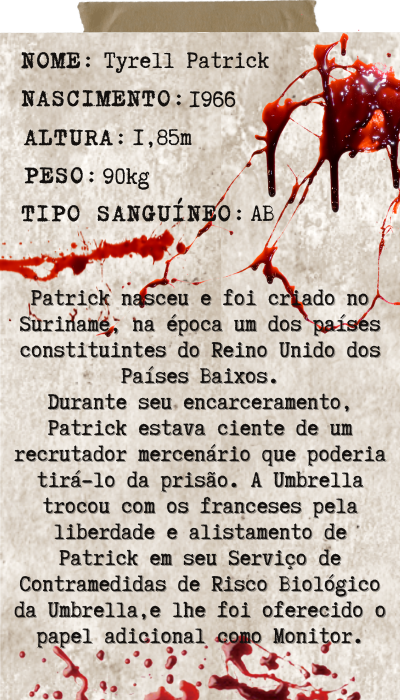 NOME: Tyrell Patrick
NASCIMENTO: 1966
ALTURA: 1,85m
PESO: 90kg
TIPO SANGUÍNEO: AB
Patrick nasceu e foi criado no
Suriname, na época um dos países
constituintes do Reino Unido dos
Países Baixos.
Durante seu encarceramento,
Patrick estava ciente de um
recrutador mercenário que poderia
tirá-lo da prisão. A Umbrella
trocou com os franceses pela
liberdade e alistamento de
Patrick em seu Serviço de
Contramedidas de Risco Biológico
da Umbrella,e lhe foi oferecido o
papel adicional como Monitor.